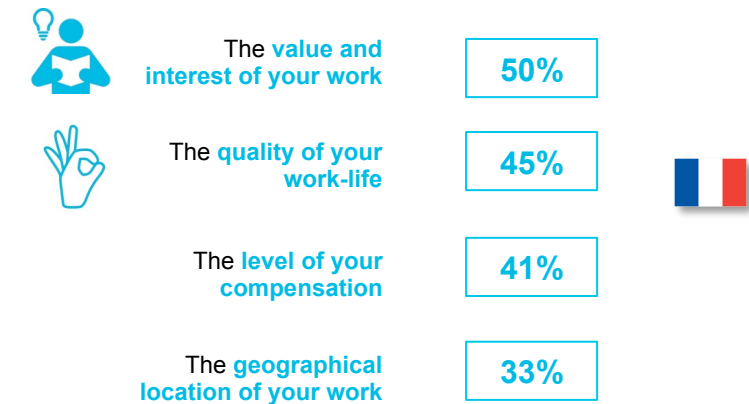 The value and
interest of your work
50%
The quality of your
work-life
45%
The level of your
compensation
41%
The geographical
location of your work
33%